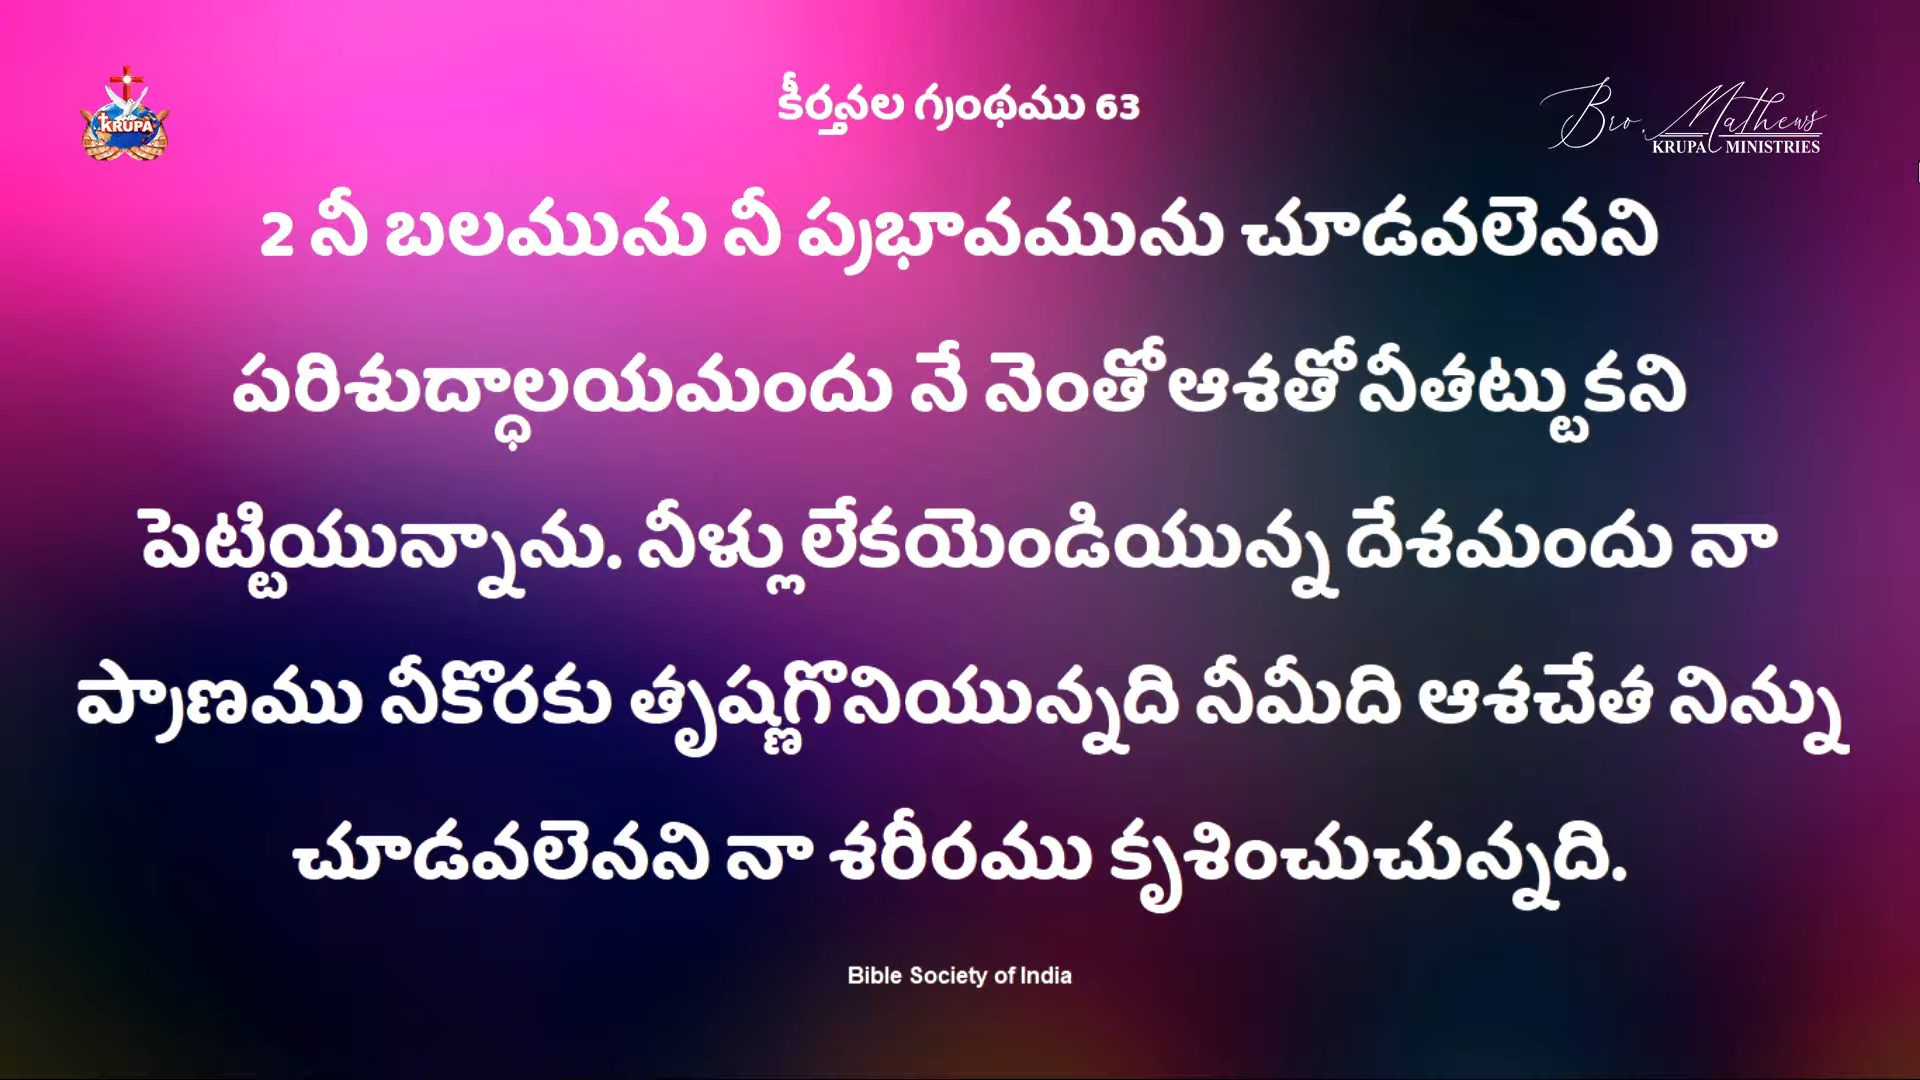 కీర్తనల గ్రంథము 63
KRUPA
Bro. Mathews
KRUPA MINISTRIES
2 నీ బలమును నీ ప్రభావమును చూడవలెనని
పరిశుద్ధాలయమందు నే నెంతో ఆశతో నీతట్టుకని
పెట్టియున్నాను. నీళ్లు లేకయెండియున్న దేశమందు నా
ప్రాణము నీకొరకు తృష్ణగొనియున్నది నీమీది ఆశచేత నిన్ను
చూడవలెనని నా శరీరము కృశించుచున్నది.
Bible Society of India